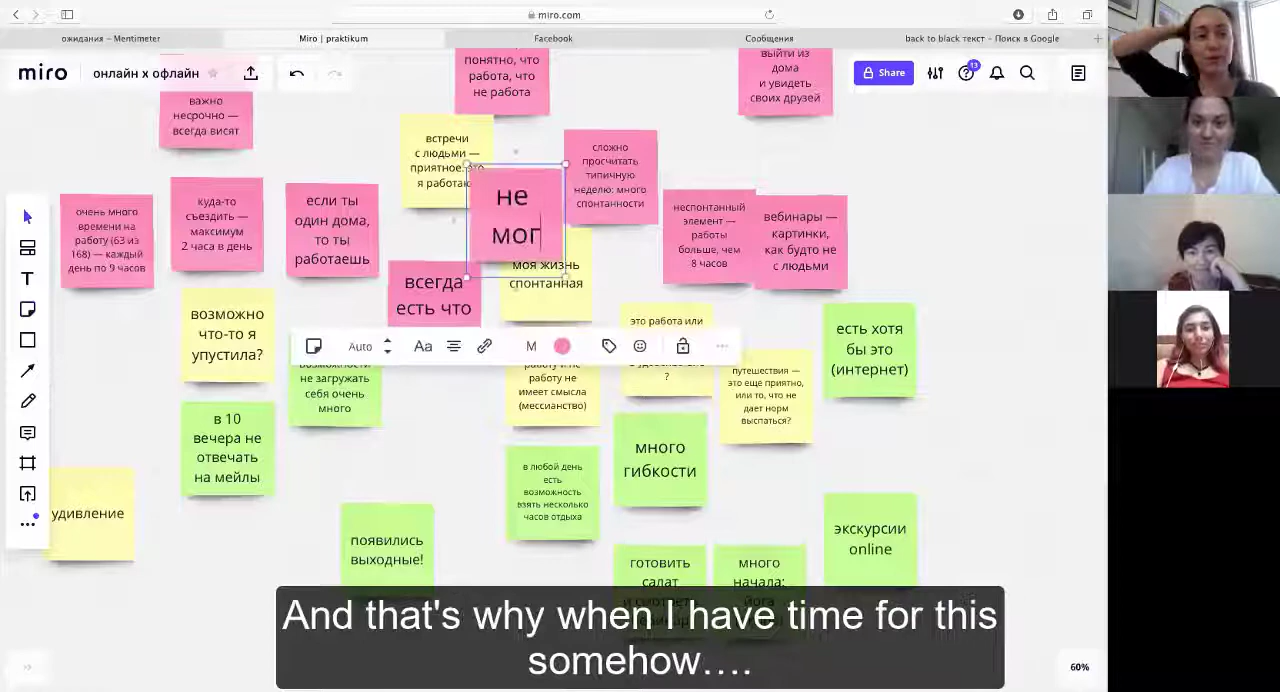 miro.com
ожидания – Mentimeter
Miro | praktikum
Facebook
Сообщения
back to black текст – Поиск в Google
miro
онлайн x офлайн
Share
13
понятно, что
работа, что
не работа
выйти из
дома
и увидеть
своих друзей
важно
несрочно —
всегда висят
встречи
с людьми —
приятное.
я работаю
не
мог
сложно
просчитать
типичную
неделю: много
спонтанности
очень много
времени на
работу (63 из
168) — каждый
день по 9 часов
куда-то
съездить —
максимум
2 часа в день
если ты
один дома,
то ты
работаешь
неспонтанный
элемент —
работы
больше, чем
8 часов
вебинары —
картинки,
как будто не
с людьми
всегда
есть что
моя жизнь
спонтанная
возможно
что-то я
упустила?
это работа или
?
есть хотя
бы это
(интернет)
Auto
Aa
M
не загружать
себя очень
много
работу не
имеет смысла
(мессианство)
путешествия —
это еще приятно,
или то, что не
дает норм
выспаться?
в 10
вечера не
отвечать
на мейлы
много
гибкости
в любой день
есть
возможность
взять несколько
часов отдыха
удивление
появились
выходные!
экскурсии
online
готовить
салат
много
начала:
йога
And that's why when I have time for this
somehow….
60%